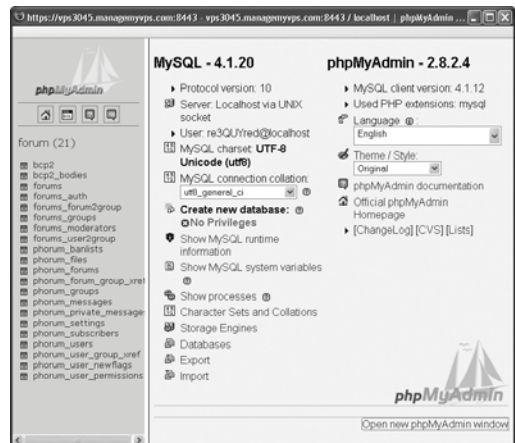 https://vps3045.managemyvps.com:8443 - vps3045.managemyvps.com:8443 / localhost | phpMyAdmin ...
phpMyAdmin
forum (21)
bcp2
bcp2_bodies
forums
forums_auth
forums_forum2group
forums_groups
forums_moderators
forums_user2group
phorum_banlists
phorum_files
phorum_forums
phorum_forum_group_xref
phorum_groups
phorum_messages
phorum_private_message
phorum_settings
phorum_subscribers
phorum_users
phorum_user_group_xref
phorum_user_newflags
phorum_user_permissions
MySQL - 4.1.20
Protocol version: 10
Server: Localhost via UNIX
socket
User: re3QUYred@localhost
MySQL charset: UTF-8
Unicode (utf8)
MySQL connection collation:
utf8_general_ci
Create new database:
No Privileges
Show MySQL runtime
information
Show MySQL system variables
Show processes
Character Sets and Collations
Storage Engines
Databases
Export
Import
phpMyAdmin - 2.8.2.4
MySQL client version: 4.1.12
Used PHP extensions: mysql
Language :
English
Theme / Style:
Original
phpMyAdmin documentation
Official phpMyAdmin
Homepage
[ChangeLog] [CVS] [Lists]
phpMyAdmin
Open new phpMyAdmin window